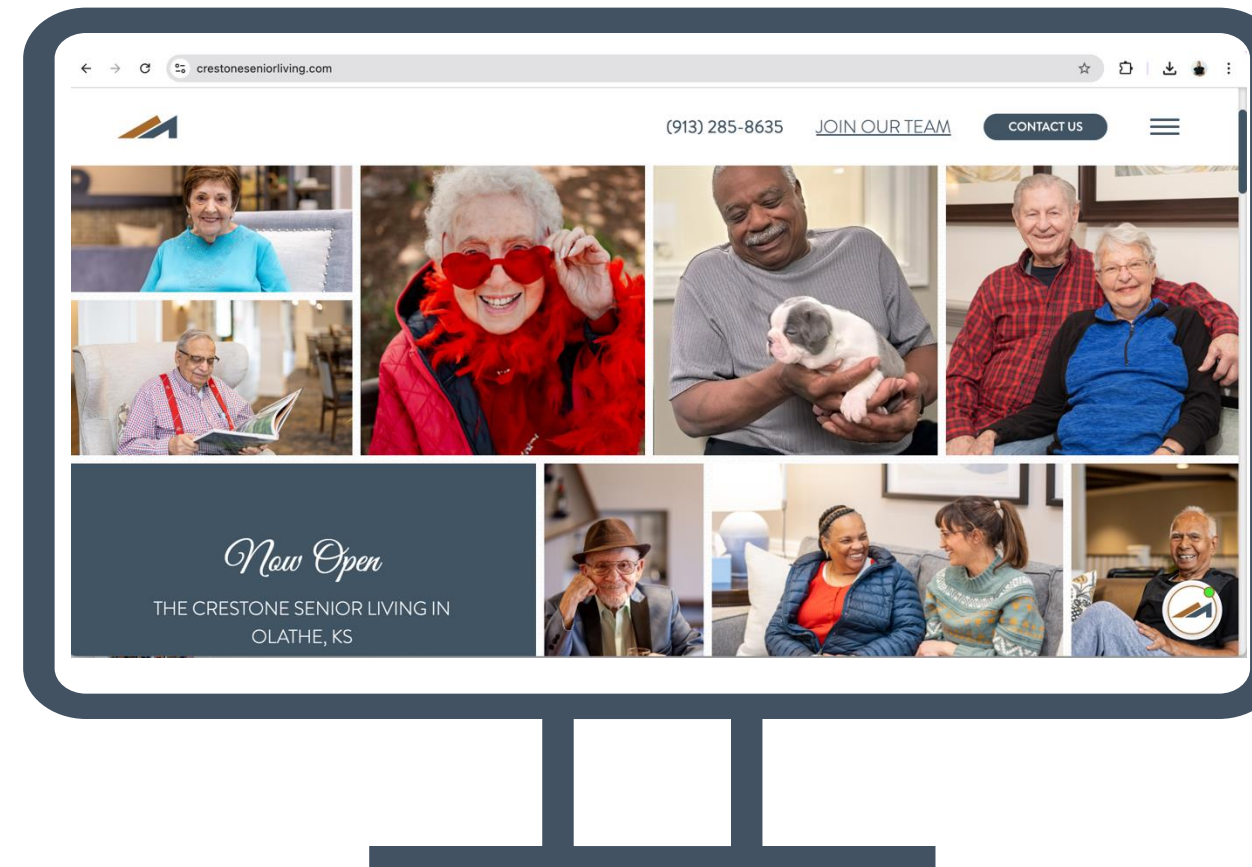 crestoneseniorliving.com
(913) 285-8635 JOIN OUR TEAM CONTACT US
Now Open
THE CRESTONE SENIOR LIVING IN
OLATHE, KS